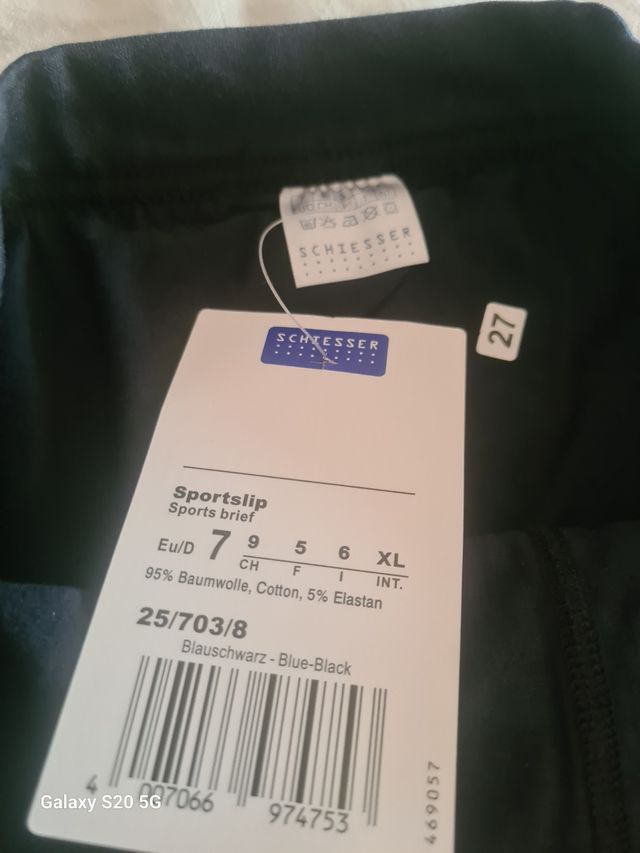 SCHIESSER
27
SCHIESSER
Sportslip
Sports brief
Eu/D 7 9 5 6 XL
CH F I INT.
95% Baumwolle, Cotton, 5% Elastan
25/703/8
Blauschwarz - Blue-Black
4 007066 974753
469057
Galaxy S20 5G